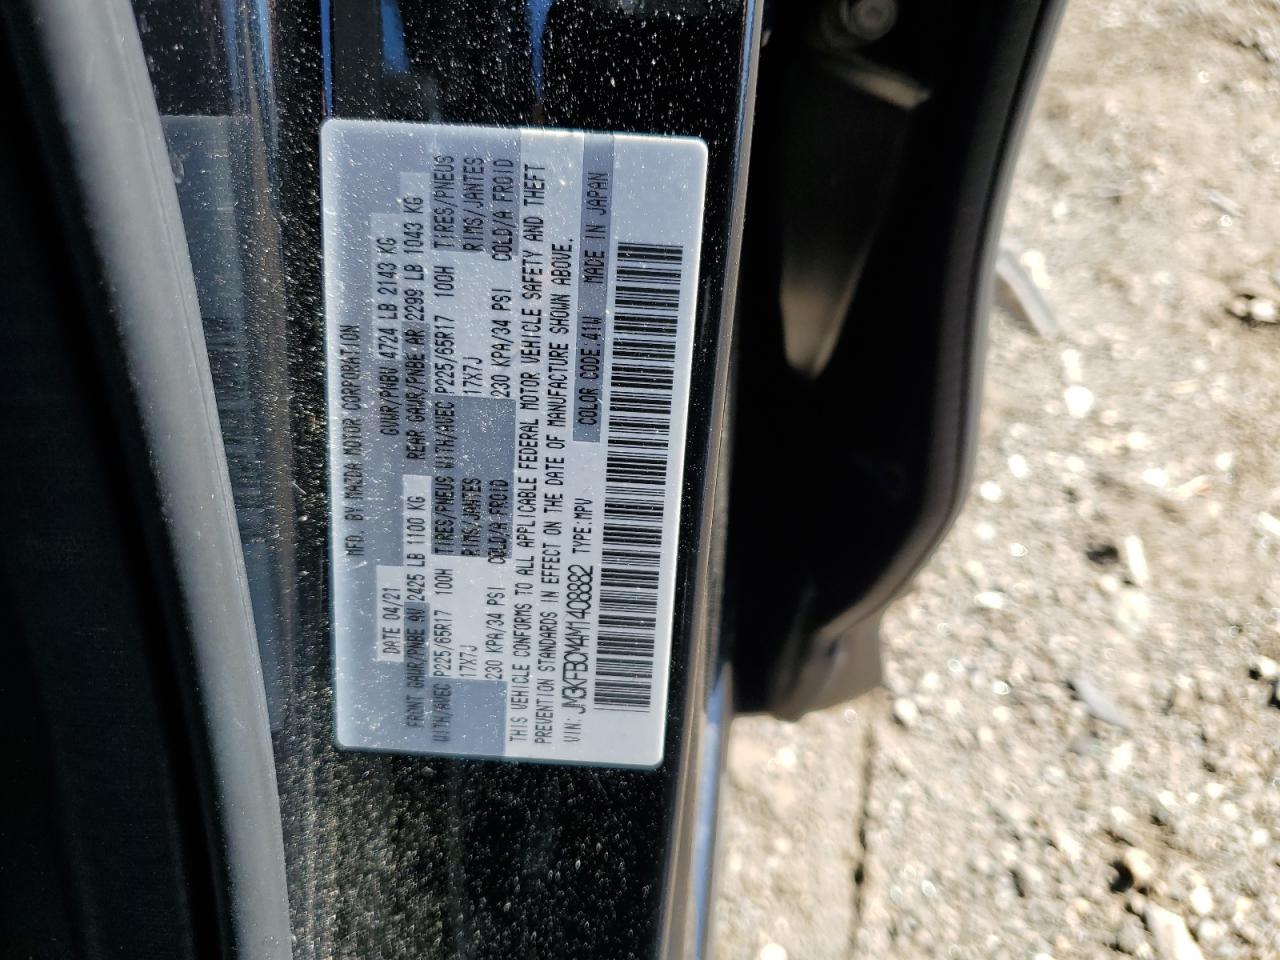 MFD. BY MAZDA MOTOR CORPORATION
DATE 04/21 GVWR/PNBV 4724 LB 2143 KG
FRONT GAWR/PNBE AV 2425 LB 1100 KG REAR GAWR/PNBE AR 2299 LB 1043 KG
WITH/AVEC P225/65R17 100H TIRES/PNEUS WITH/AVEC P225/65R17 100H TIRES/PNEUS
17X7J RIMS/JANTES 17X7J RIMS/JANTES
230 KPA/34 PSI COLD/A FROID 230 KPA/34 PSI COLD/A FROID
THIS VEHICLE CONFORMS TO ALL APPLICABLE FEDERAL MOTOR VEHICLE SAFETY AND THEFT
PREVENTION STANDARDS IN EFFECT ON THE DATE OF MANUFACTURE SHOWN ABOVE.
VIN: JM3KFBCM4M1408882 TYPE:MPV COLOR CODE:41W MADE IN JAPAN